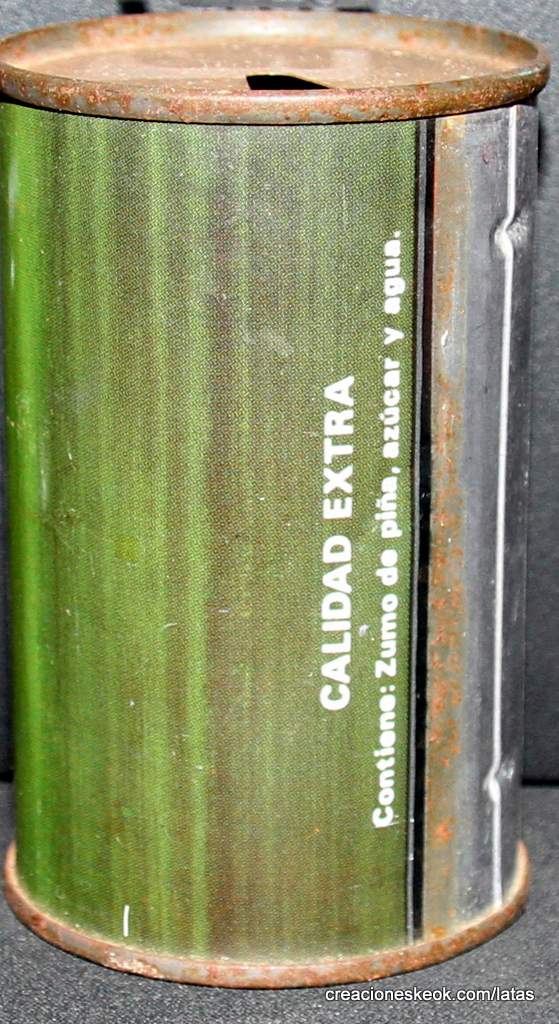 CALIDAD EXTRA
Contiene: Zumo de piña, azúcar y agua.
creacioneskeok.com/latas